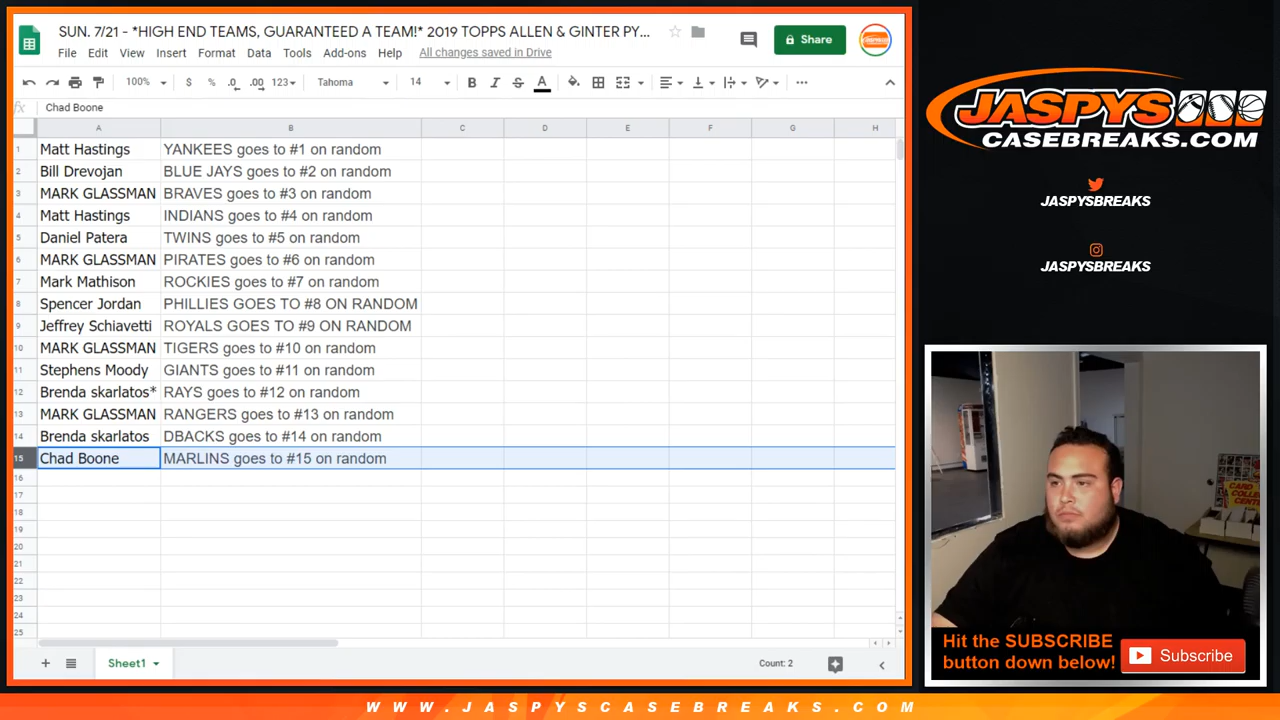 SUN. 7/21 - *HIGH END TEAMS, GUARANTEED A TEAM!* 2019 TOPPS ALLEN & GINTER PY...
File Edit View Insert Format Data Tools Add-ons Help All changes saved in Drive
Share
100% $ % .0 .00 123 Tahoma 14 B I S A
fx Chad Boone
A B C D E F G H
1 Matt Hastings YANKEES goes to #1 on random
2 Bill Drevojan BLUE JAYS goes to #2 on random
3 MARK GLASSMAN BRAVES goes to #3 on random
4 Matt Hastings INDIANS goes to #4 on random
5 Daniel Patera TWINS goes to #5 on random
6 MARK GLASSMAN PIRATES goes to #6 on random
7 Mark Mathison ROCKIES goes to #7 on random
8 Spencer Jordan PHILLIES GOES TO #8 ON RANDOM
9 Jeffrey Schiavetti ROYALS GOES TO #9 ON RANDOM
10 MARK GLASSMAN TIGERS goes to #10 on random
11 Stephens Moody GIANTS goes to #11 on random
12 Brenda skarlatos* RAYS goes to #12 on random
13 MARK GLASSMAN RANGERS goes to #13 on random
14 Brenda skarlatos DBACKS goes to #14 on random
15 Chad Boone MARLINS goes to #15 on random
16
17
18
19
20
21
22
23
24
25
Sheet1
Count: 2
JASPYS
CASEBREAKS.COM
JASPYSBREAKS
JASPYSBREAKS
CARD
COLLEC
CENT
Hit the SUBSCRIBE
button down below!
Subscribe
WWW.JASPYSCASEBREAKS.COM